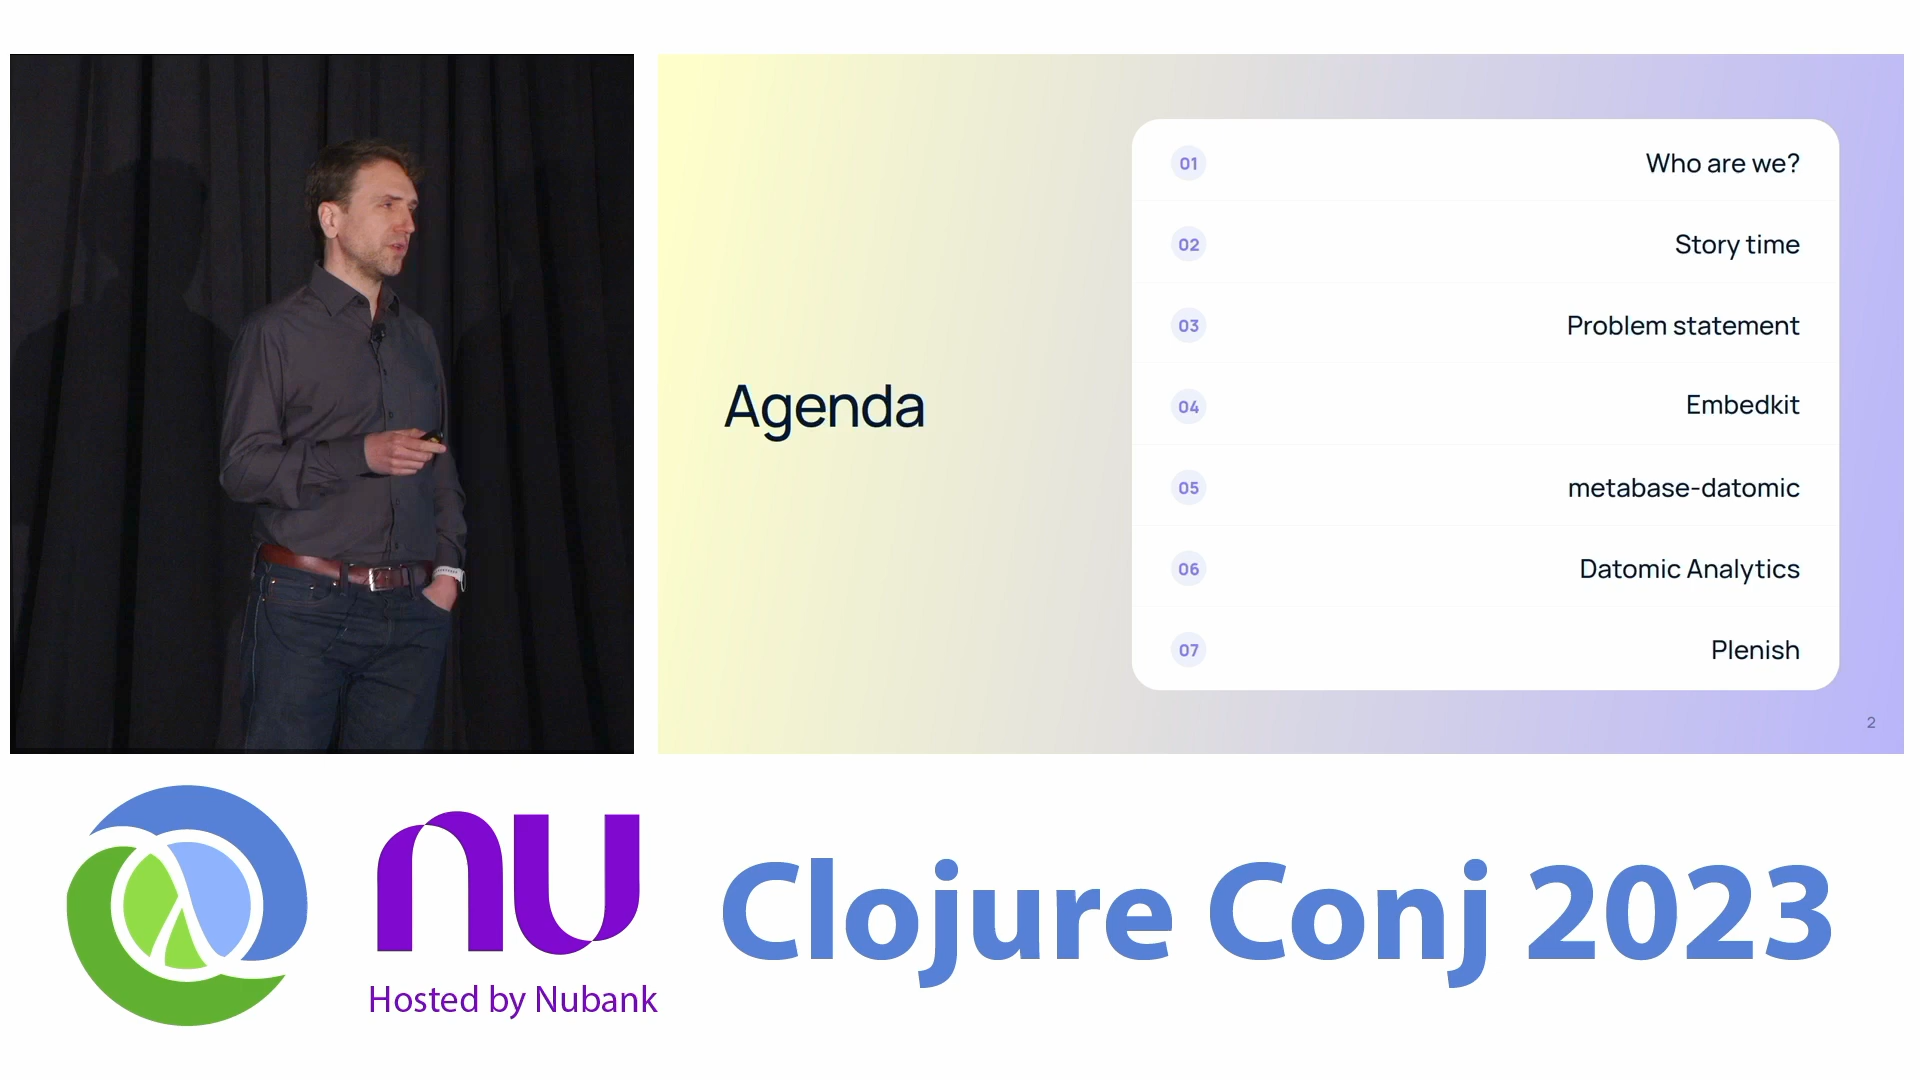 Agenda
01 Who are we?
02 Story time
03 Problem statement
04 Embedkit
05 metabase-datomic
06 Datomic Analytics
07 Plenish
2
nu
Hosted by Nubank
Clojure Conj 2023